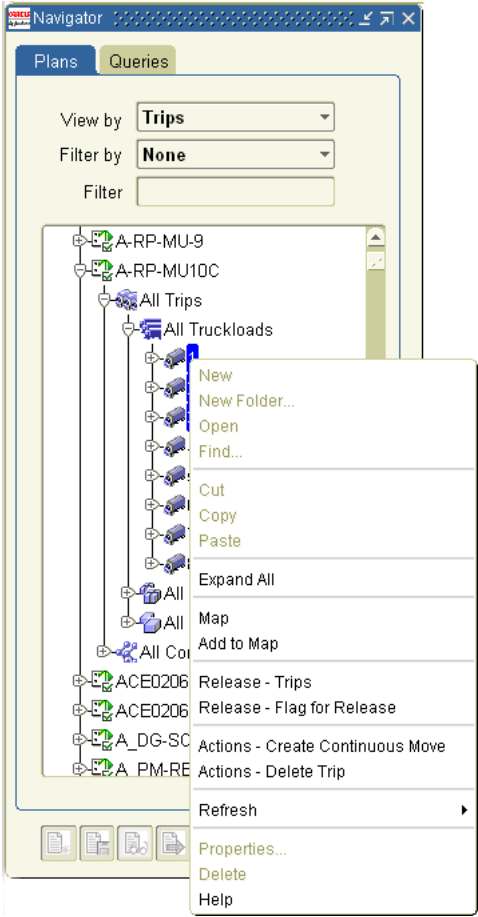 ORACLE
Navigator
Plans
Queries
View by Trips
Filter by None
Filter
A-RP-MU-9
A-RP-MU10C
All Trips
All Truckloads
1
New
New Folder...
Open
Find...
Cut
Copy
Paste
Expand All
All
Map
All
Add to Map
All Co
ACE0206
Release - Trips
ACE0206
Release - Flag for Release
A_DG-SC
Actions - Create Continuous Move
A_PM-RE
Actions - Delete Trip
Refresh
Properties...
Delete
Help